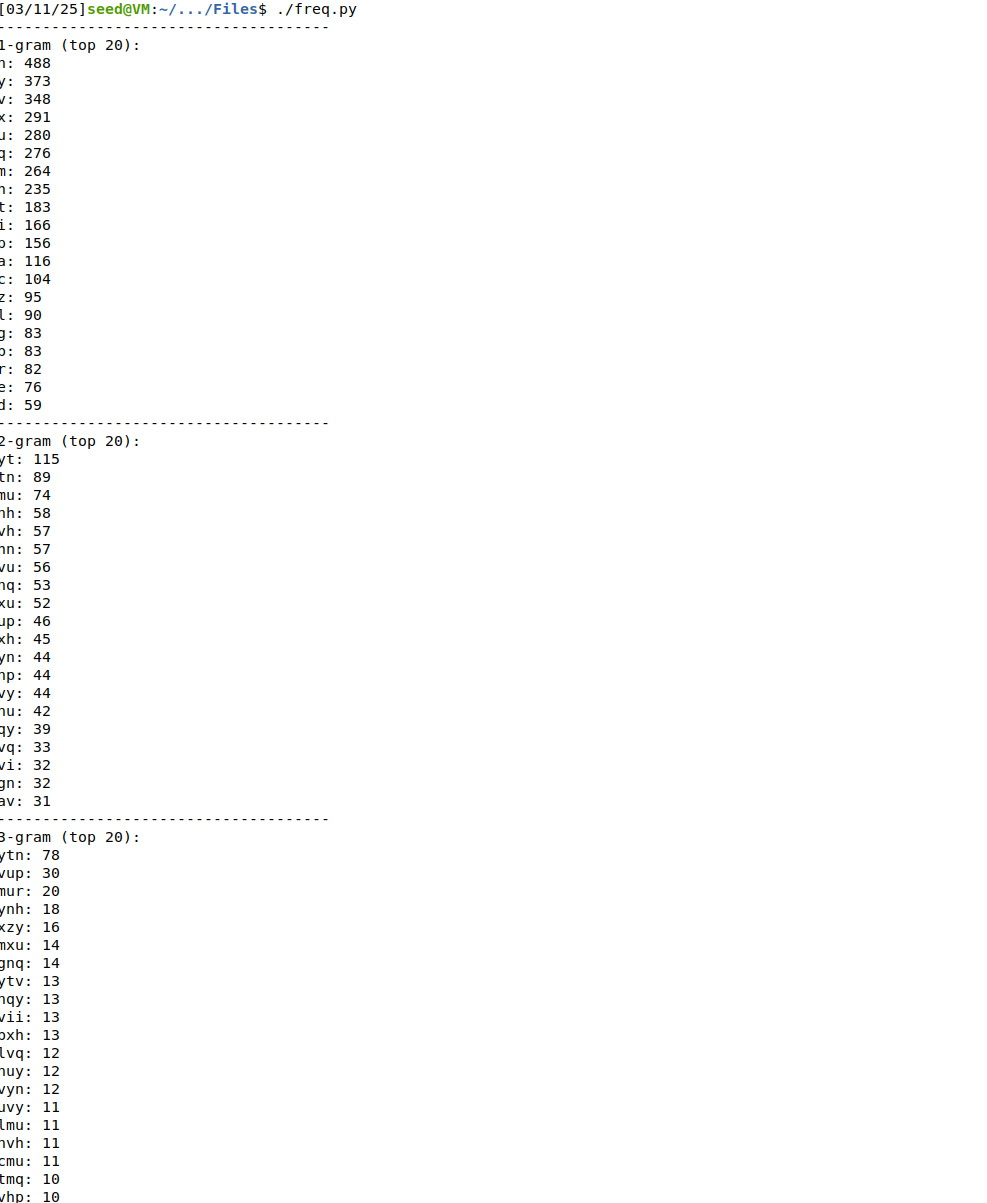 [03/11/25]seed@VM:~/.../Files$ ./freq.py
-------------------------------------
1-gram (top 20):
n: 488
y: 373
v: 348
x: 291
u: 280
q: 276
m: 264
h: 235
t: 183
i: 166
p: 156
a: 116
c: 104
z: 95
l: 90
g: 83
b: 83
r: 82
e: 76
d: 59
-------------------------------------
2-gram (top 20):
yt: 115
tn: 89
mu: 74
nh: 58
vh: 57
hn: 57
vu: 56
nq: 53
xu: 52
up: 46
xh: 45
yn: 44
np: 44
vy: 44
nu: 42
qy: 39
vq: 33
vi: 32
gn: 32
av: 31
-------------------------------------
3-gram (top 20):
ytn: 78
vup: 30
mur: 20
ynh: 18
xzy: 16
mxu: 14
gnq: 14
ytv: 13
nqy: 13
vii: 13
bxh: 13
lvq: 12
nuy: 12
vyn: 12
uvy: 11
lmu: 11
nvh: 11
cmu: 11
tmq: 10
vhp: 10